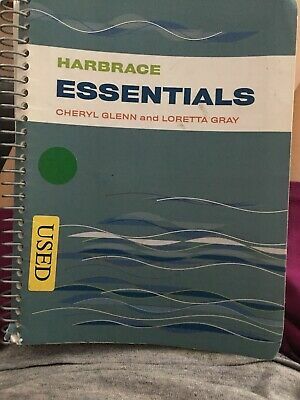 HARBRACE
ESSENTIALS
CHERYL GLENN and LORETTA GRAY
USED